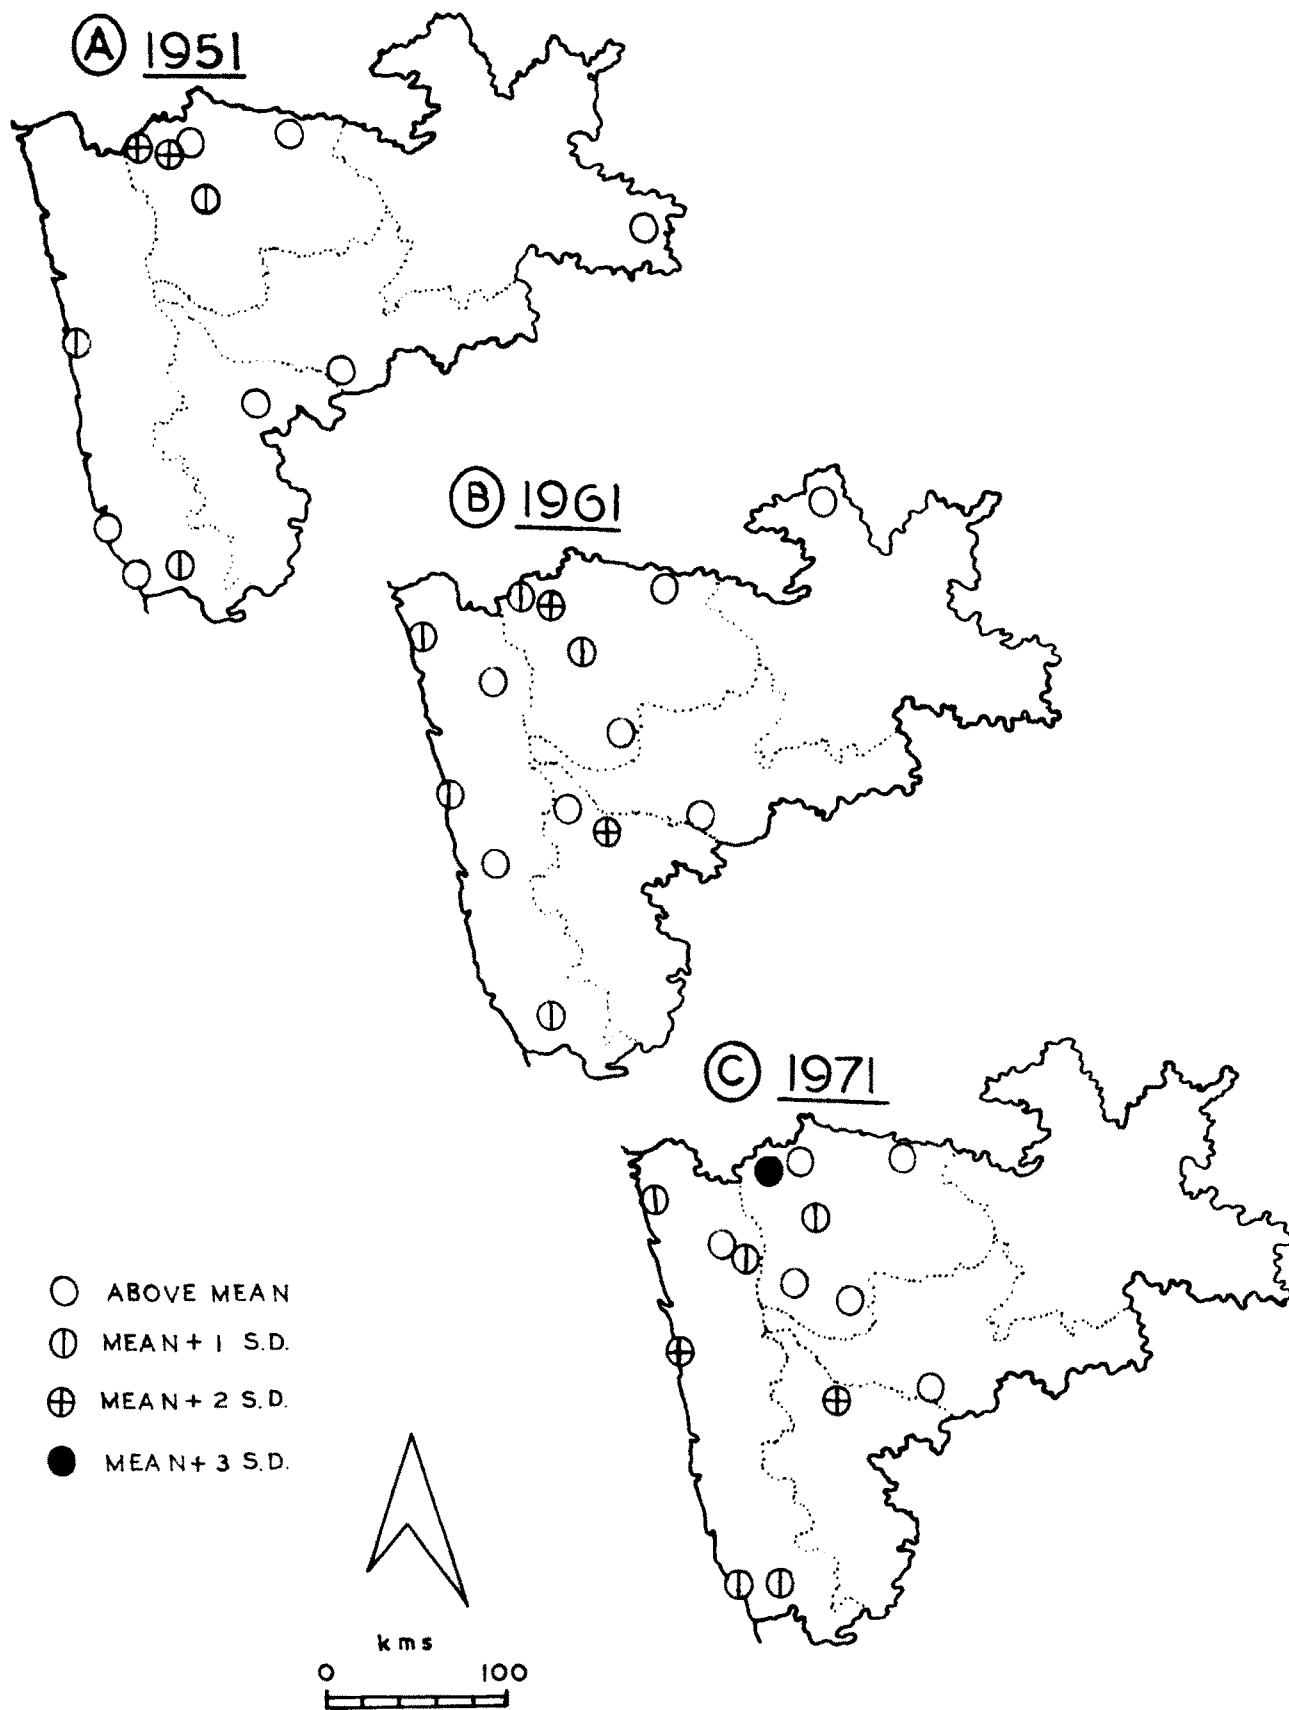 A 1951
B 1961
C 1971
ABOVE MEAN
MEAN + 1 S.D.
MEAN + 2 S.D.
MEAN + 3 S.D.
kms
0 100